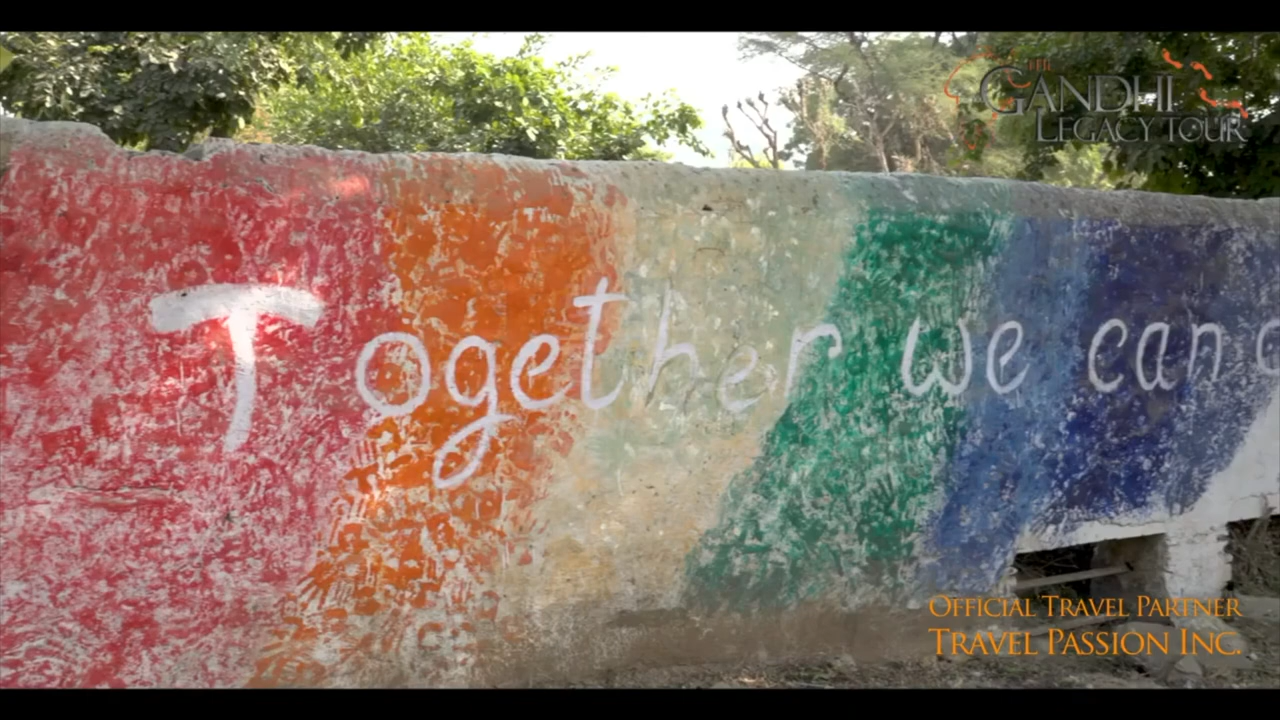 THE
GANDHI
LEGACY TOUR
Together we can
OFFICIAL TRAVEL PARTNER
TRAVEL PASSION INC.